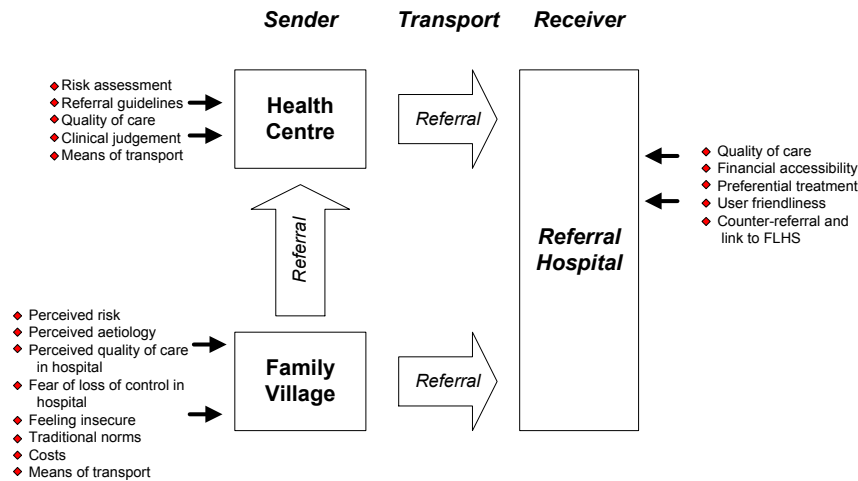 Sender Transport Receiver
Risk assessment
Referral guidelines
Quality of care
Clinical judgement
Means of transport
Health
Centre
Referral
Quality of care
Financial accessibility
Preferential treatment
User friendliness
Counter-referral and
link to FLHS
Referral
Hospital
Referral
Perceived risk
Perceived aetiology
Perceived quality of care
in hospital
Fear of loss of control in
hospital
Feeling insecure
Traditional norms
Costs
Means of transport
Family
Village
Referral